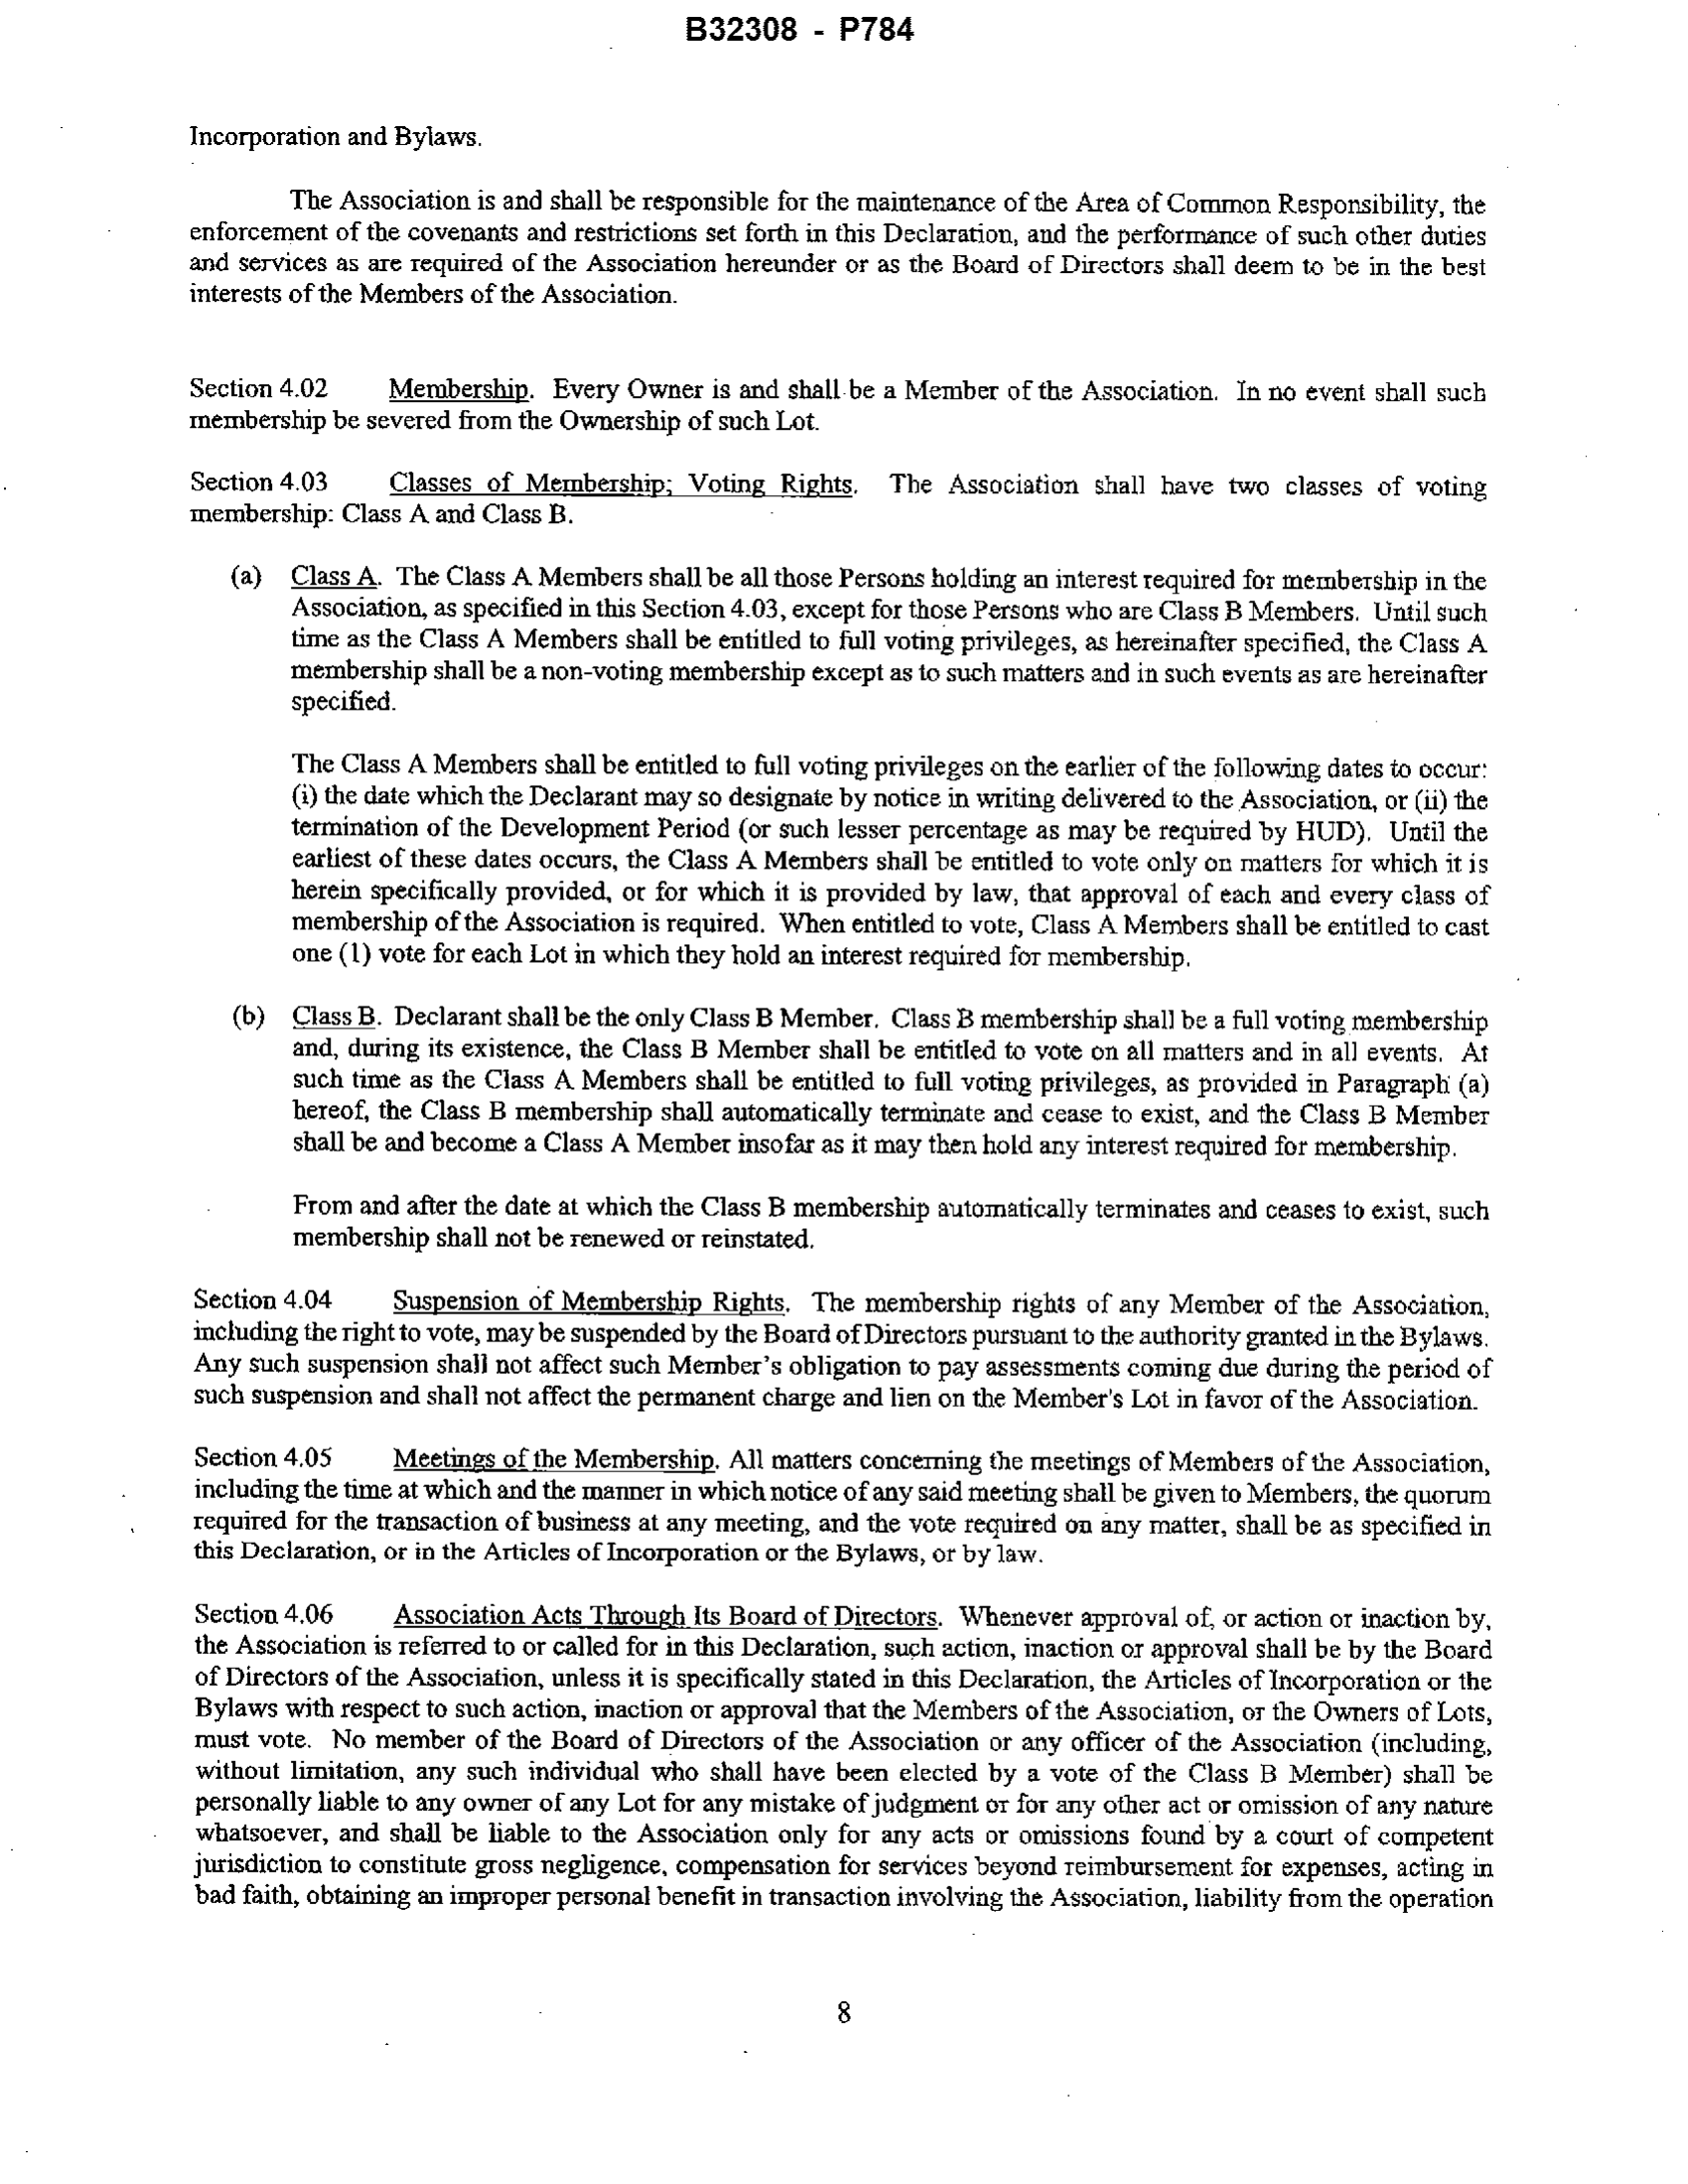 B32308 - P784
Incorporation and Bylaws.
The Association is and shall be responsible for the maintenance of the Area of Common Responsibility, the
enforcement of the covenants and restrictions set forth in this Declaration, and the performance of such other duties
and services as are required of the Association hereunder or as the Board of Directors shall deem to be in the best
interests of the Members of the Association.
Section 4.02 Membership. Every Owner is and shall be a Member of the Association. In no event shall such
membership be severed from the Ownership of such Lot.
Section 4.03 Classes of Membership; Voting Rights. The Association shall have two classes of voting
membership: Class A and Class B.
(a) Class A. The Class A Members shall be all those Persons holding an interest required for membership in the
Association, as specified in this Section 4.03, except for those Persons who are Class B Members. Until such
time as the Class A Members shall be entitled to full voting privileges, as hereinafter specified, the Class A
membership shall be a non-voting membership except as to such matters and in such events as are hereinafter
specified.
The Class A Members shall be entitled to full voting privileges on the earlier of the following dates to occur:
(i) the date which the Declarant may so designate by notice in writing delivered to the Association, or (ii) the
termination of the Development Period (or such lesser percentage as may be required by HUD). Until the
earliest of these dates occurs, the Class A Members shall be entitled to vote only on matters for which it is
herein specifically provided, or for which it is provided by law, that approval of each and every class of
membership of the Association is required. When entitled to vote, Class A Members shall be entitled to cast
one (1) vote for each Lot in which they hold an interest required for membership.
(b) Class B. Declarant shall be the only Class B Member. Class B membership shall be a full voting membership
and, during its existence, the Class B Member shall be entitled to vote on all matters and in all events. At
such time as the Class A Members shall be entitled to full voting privileges, as provided in Paragraph (a)
hereof, the Class B membership shall automatically terminate and cease to exist, and the Class B Member
shall be and become a Class A Member insofar as it may then hold any interest required for membership.
From and after the date at which the Class B membership automatically terminates and ceases to exist, such
membership shall not be renewed or reinstated.
Section 4.04 Suspension of Membership Rights. The membership rights of any Member of the Association,
including the right to vote, may be suspended by the Board of Directors pursuant to the authority granted in the Bylaws.
Any such suspension shall not affect such Member’s obligation to pay assessments coming due during the period of
such suspension and shall not affect the permanent charge and lien on the Member's Lot in favor of the Association.
Section 4.05 Meetings of the Membership. All matters concerning the meetings of Members of the Association,
including the time at which and the manner in which notice of any said meeting shall be given to Members, the quorum
required for the transaction of business at any meeting, and the vote required on any matter, shall be as specified in
this Declaration, or in the Articles of Incorporation or the Bylaws, or by law.
Section 4.06 Association Acts Through Its Board of Directors. Whenever approval of, or action or inaction by,
the Association is referred to or called for in this Declaration, such action, inaction or approval shall be by the Board
of Directors of the Association, unless it is specifically stated in this Declaration, the Articles of Incorporation or the
Bylaws with respect to such action, inaction or approval that the Members of the Association, or the Owners of Lots,
must vote. No member of the Board of Directors of the Association or any officer of the Association (including,
without limitation, any such individual who shall have been elected by a vote of the Class B Member) shall be
personally liable to any owner of any Lot for any mistake of judgment or for any other act or omission of any nature
whatsoever, and shall be liable to the Association only for any acts or omissions found by a court of competent
jurisdiction to constitute gross negligence, compensation for services beyond reimbursement for expenses, acting in
bad faith, obtaining an improper personal benefit in transaction involving the Association, liability from the operation
8